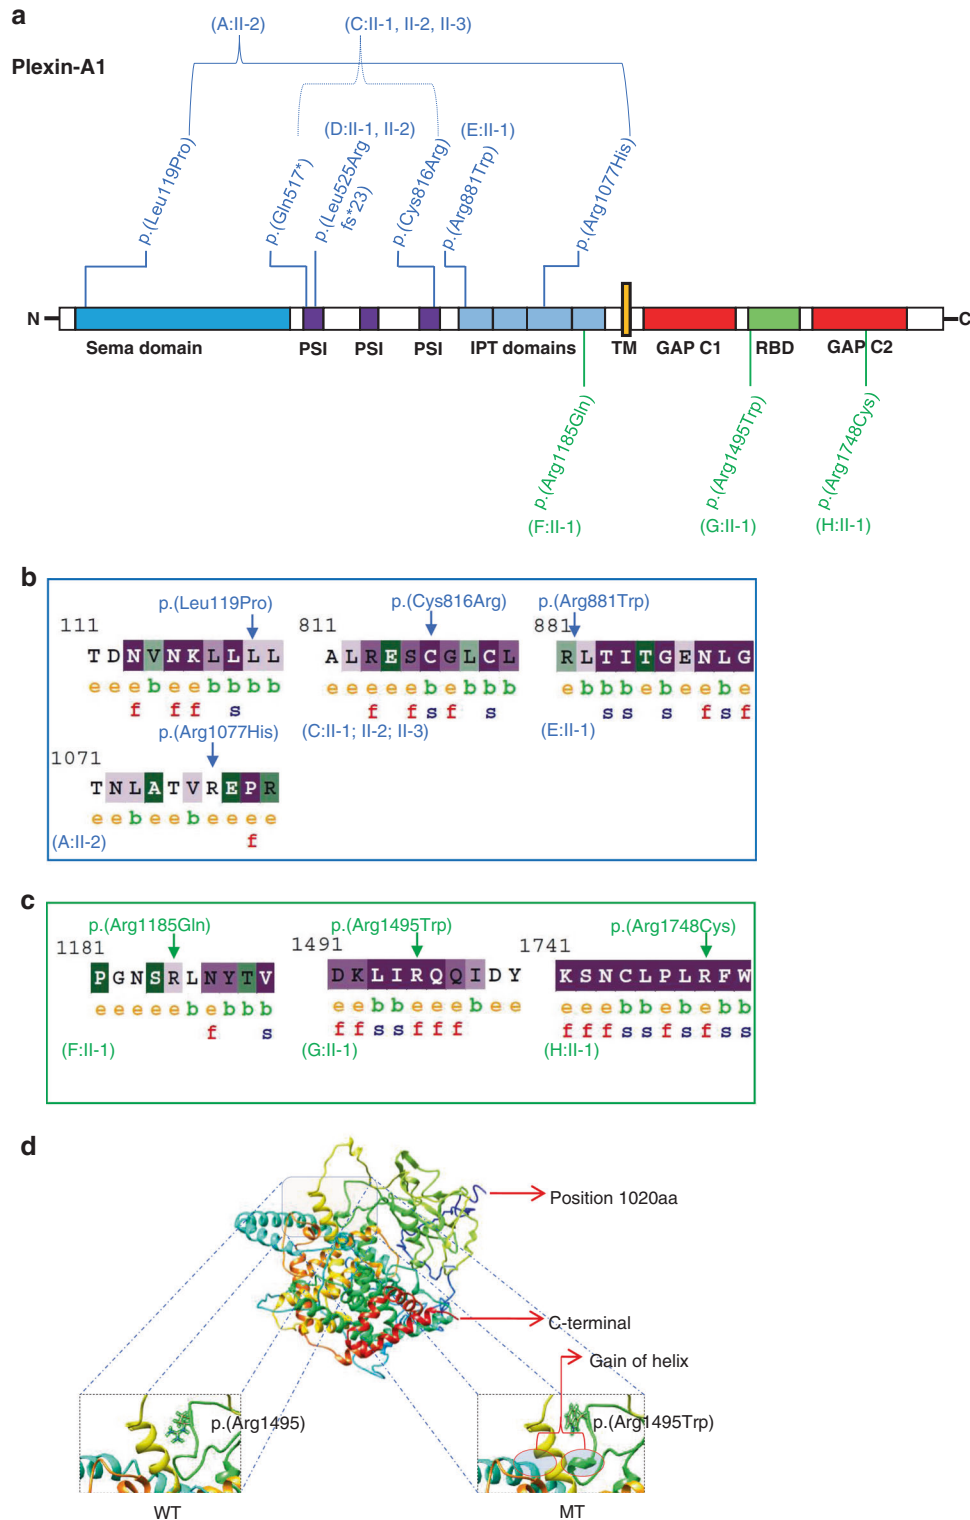 a
(A:II-2)
(C:II-1, II-2, II-3)
Plexin-A1
(D:II-1, II-2)
(E:II-1)
p.(Leu119Pro)
p.(Gln517*)
p.(Leu525Arg
fs*23)
p.(Cys816Arg)
p.(Arg881Trp)
p.(Arg1077His)
N
C
Sema domain
PSI
PSI
PSI
IPT domains
TM
GAP C1
RBD
GAP C2
p.(Arg1185Gln)
p.(Arg1495Trp)
p.(Arg1748Cys)
(F:II-1)
(G:II-1)
(H:II-1)
b
p.(Leu119Pro)
111
T D N V N K L L L L
e e e b e e b b b b
f f f s
p.(Cys816Arg)
811
A L R E S C G L C L
e e e e e b e b b b
f f s f s
(C:II-1; II-2; II-3)
p.(Arg881Trp)
881
R L T I T G E N L G
e b b b e b e e b e
s s s f s f
(E:II-1)
p.(Arg1077His)
1071
T N L A T V R E P R
e e b e e b e e e e
f
(A:II-2)
c
p.(Arg1185Gln)
1181
P G N S R L N Y T V
e e e e e b e b b b
f s
(F:II-1)
p.(Arg1495Trp)
1491
D K L I R Q Q I D Y
e e b b e e e b e e
f f s s f f f
(G:II-1)
p.(Arg1748Cys)
1741
K S N C L P L R F W
e e e b b e b e b b
f f f s s f s f s s
(H:II-1)
d
Position 1020aa
C-terminal
Gain of helix
p.(Arg1495)
p.(Arg1495Trp)
WT
MT